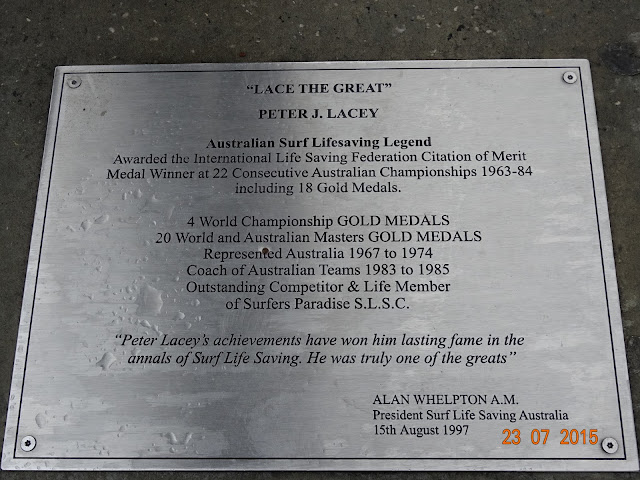 “LACE THE GREAT”
PETER J. LACEY
Australian Surf Lifesaving Legend
Awarded the International Life Saving Federation Citation of Merit
Medal Winner at 22 Consecutive Australian Championships 1963-84
including 18 Gold Medals.
4 World Championship GOLD MEDALS
20 World and Australian Masters GOLD MEDALS
Represented Australia 1967 to 1974
Coach of Australian Teams 1983 to 1985
Outstanding Competitor & Life Member
of Surfers Paradise S.L.S.C.
“Peter Lacey’s achievements have won him lasting fame in the
annals of Surf Life Saving. He was truly one of the greats”
ALAN WHELPTON A.M.
President Surf Life Saving Australia
15th August 1997
23 07 2015